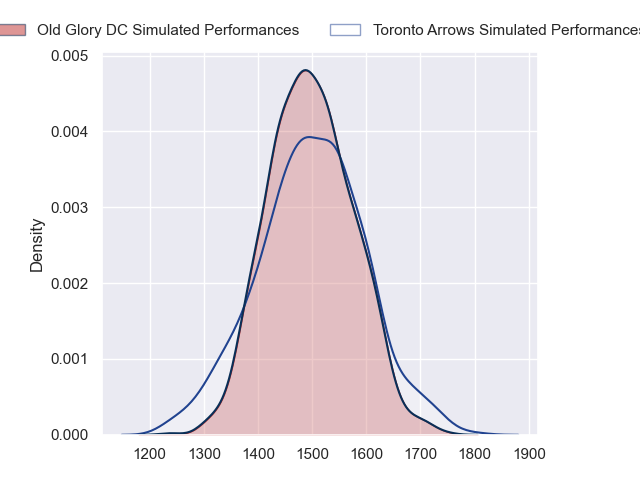 Old Glory DC Simulated Performances Toronto Arrows Simulated Performances
0.005
0.004
0.003
0.002
0.001
0.000
Density
1200 1300 1400 1500 1600 1700 1800 1900